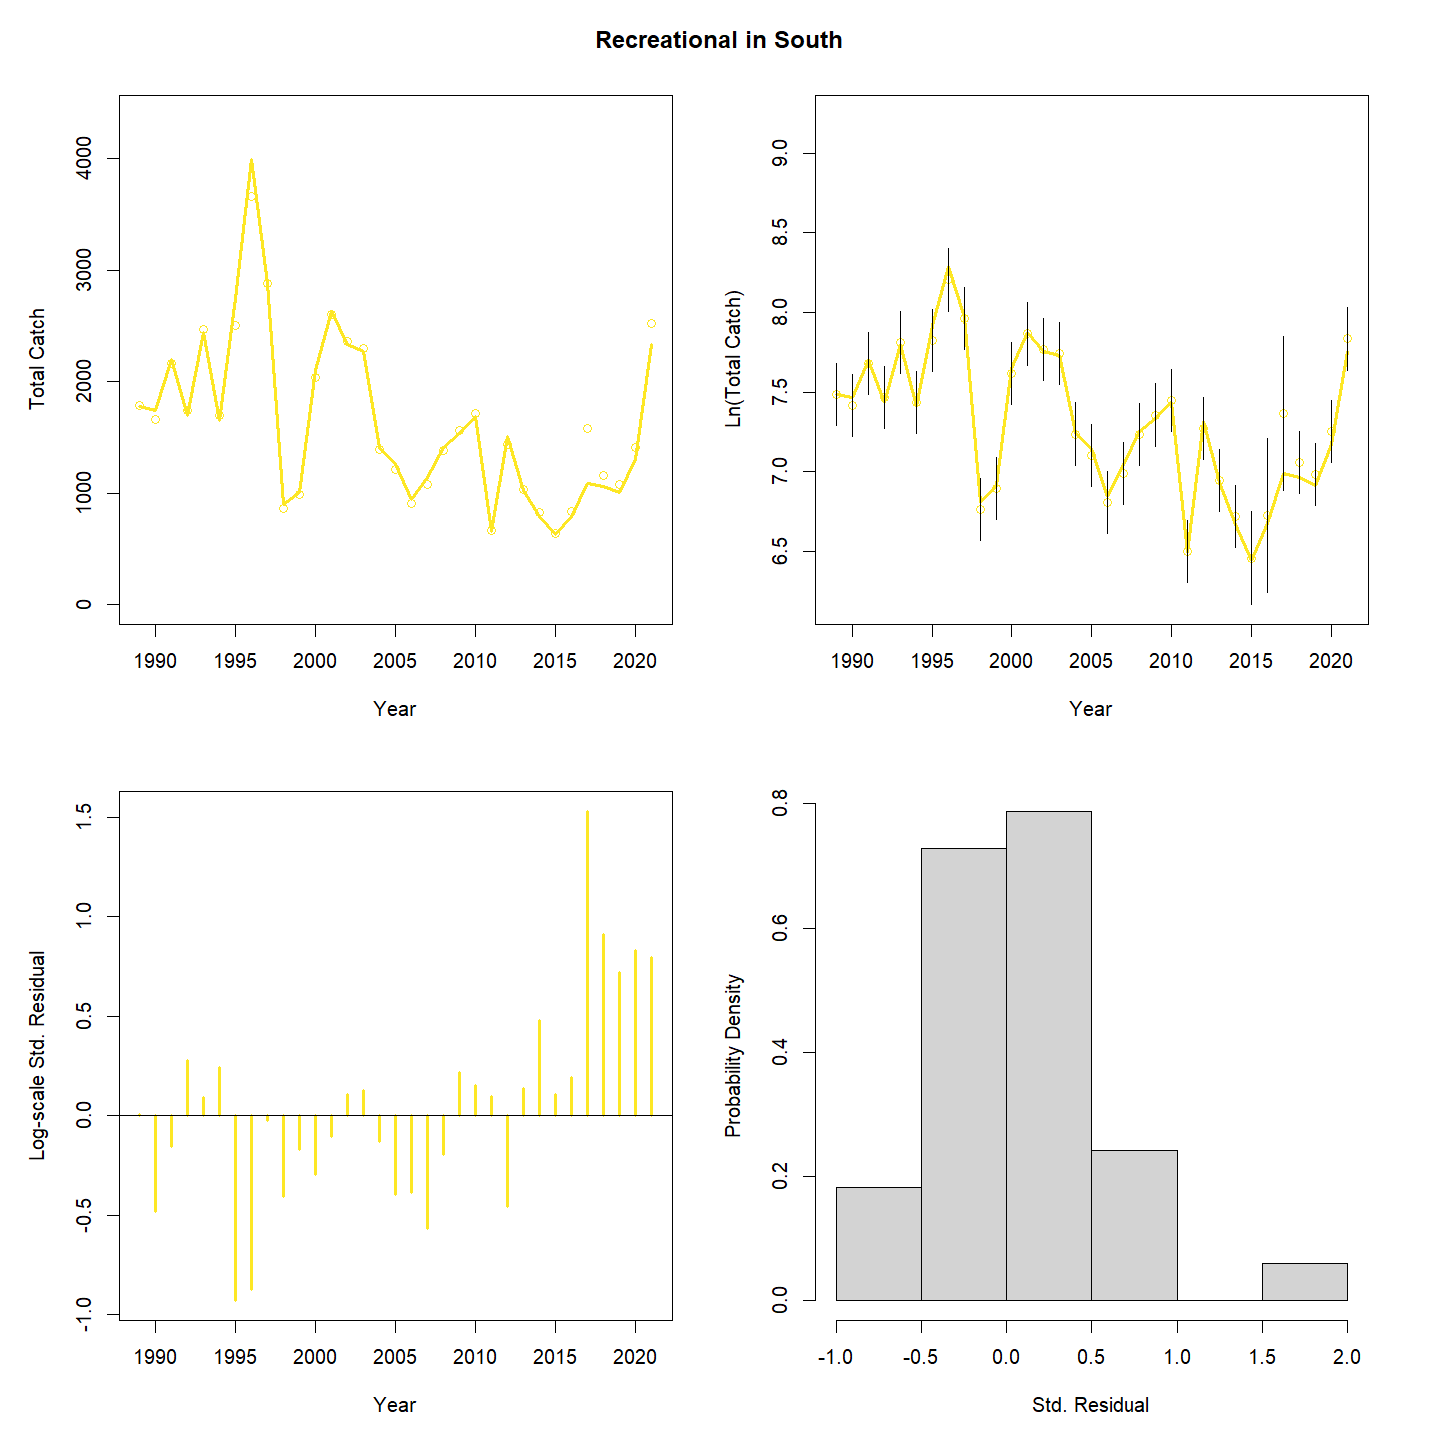 Recreational in South
Total Catch
4000
3000
2000
1000
0
1990 1995 2000 2005 2010 2015 2020
Year
Ln(Total Catch)
9.0
8.5
8.0
7.5
7.0
6.5
1990 1995 2000 2005 2010 2015 2020
Year
Log-scale Std. Residual
1.5
1.0
0.5
0.0
-0.5
-1.0
1990 1995 2000 2005 2010 2015 2020
Year
Probability Density
0.8
0.6
0.4
0.2
0.0
-1.0 -0.5 0.0 0.5 1.0 1.5 2.0
Std. Residual